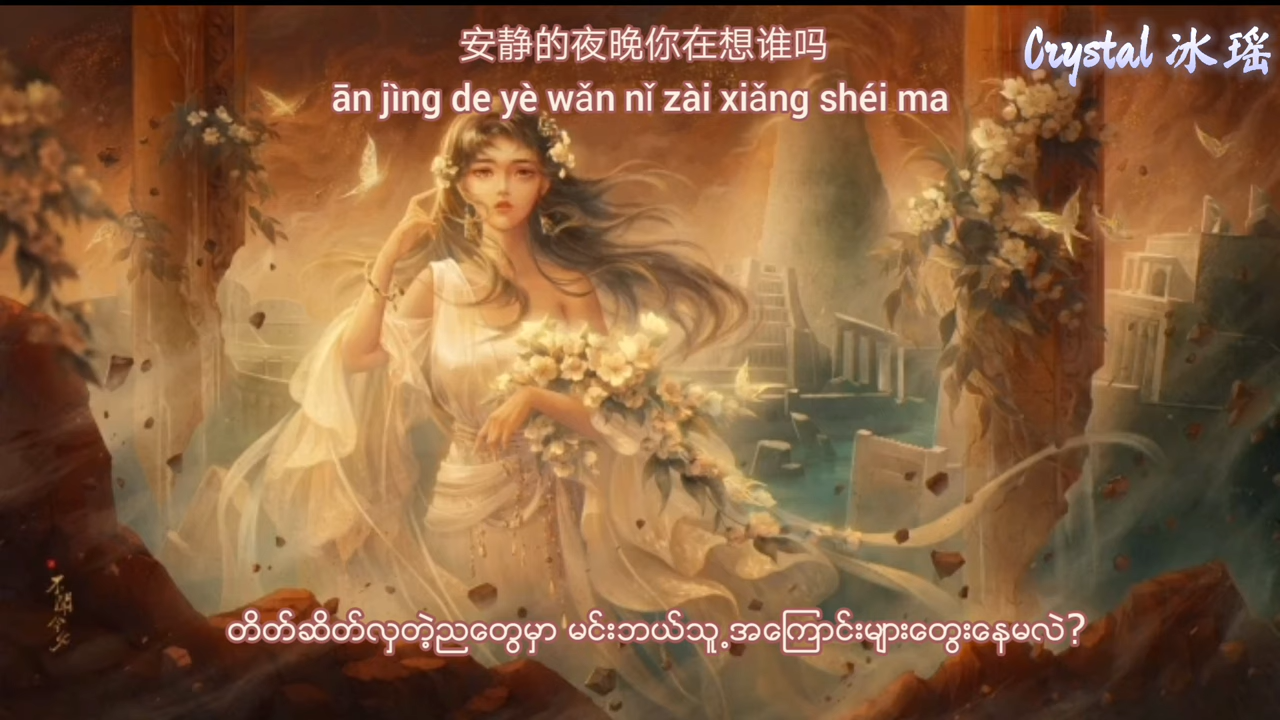 安静的夜晚你在想谁吗
Crystal 冰瑶
ān jìng de yè wǎn nǐ zài xiǎng shéi ma
တိတ်ဆိတ်လှတဲ့ညတွေမှာ မင်းဘယ်သူ့အကြောင်းများတွေးနေမလဲ?